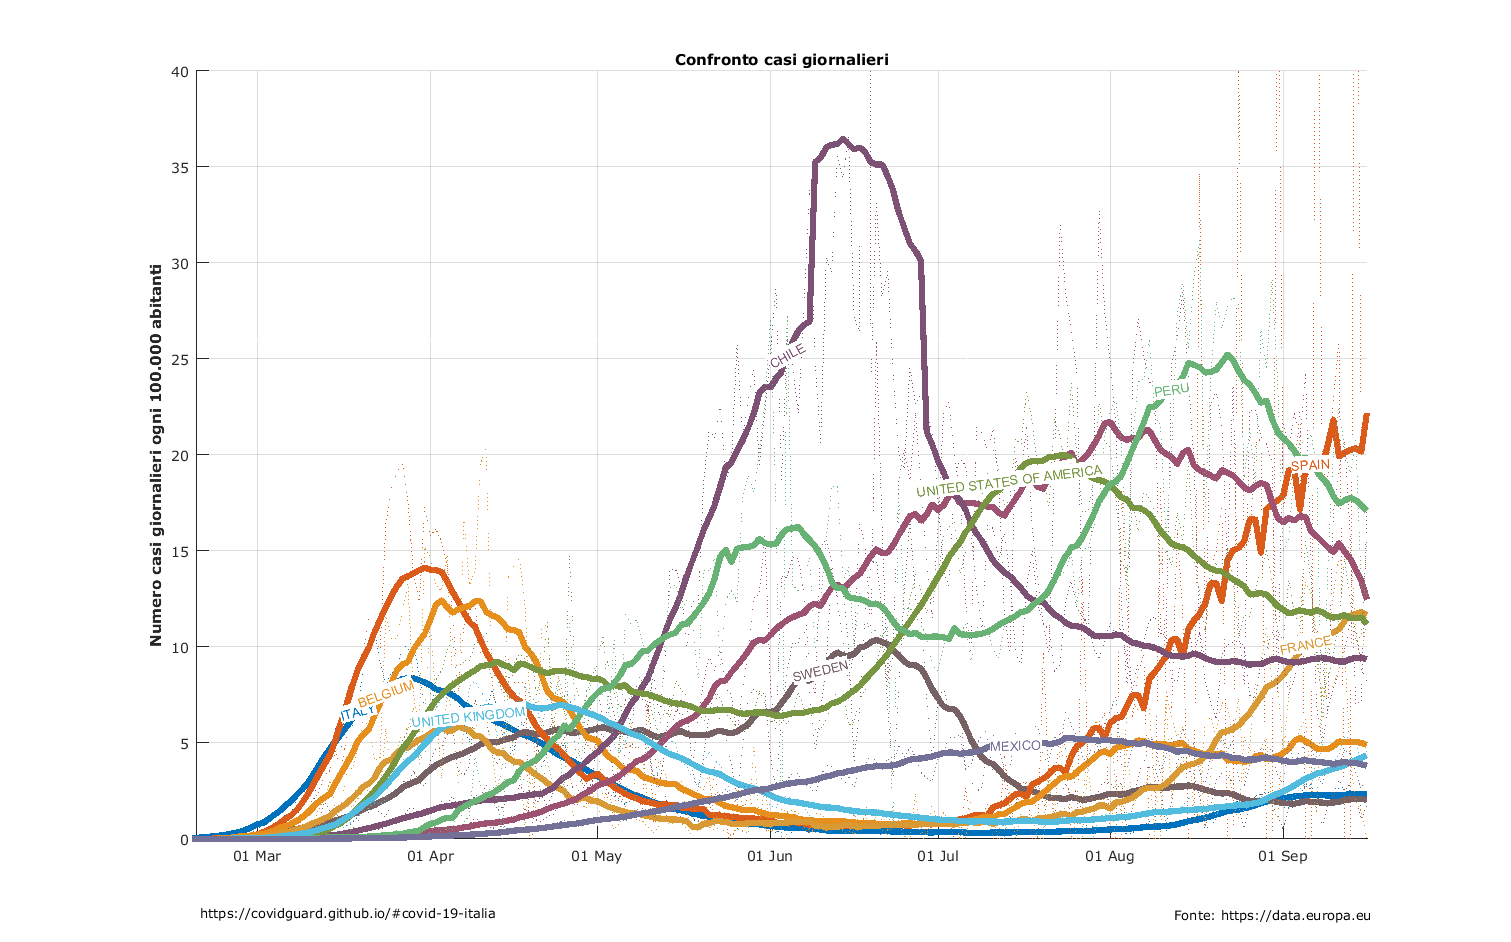 Confronto casi giornalieri
Numero casi giornalieri ogni 100.000 abitanti
40
35
30
25
20
15
10
5
0
CHILE
PERU
UNITED STATES OF AMERICA
SPAIN
SWEDEN
FRANCE
BELGIUM
ITALY
UNITED KINGDOM
MEXICO
01 Mar
01 Apr
01 May
01 Jun
01 Jul
01 Aug
01 Sep
https://covidguard.github.io/#covid-19-italia
Fonte: https://data.europa.eu